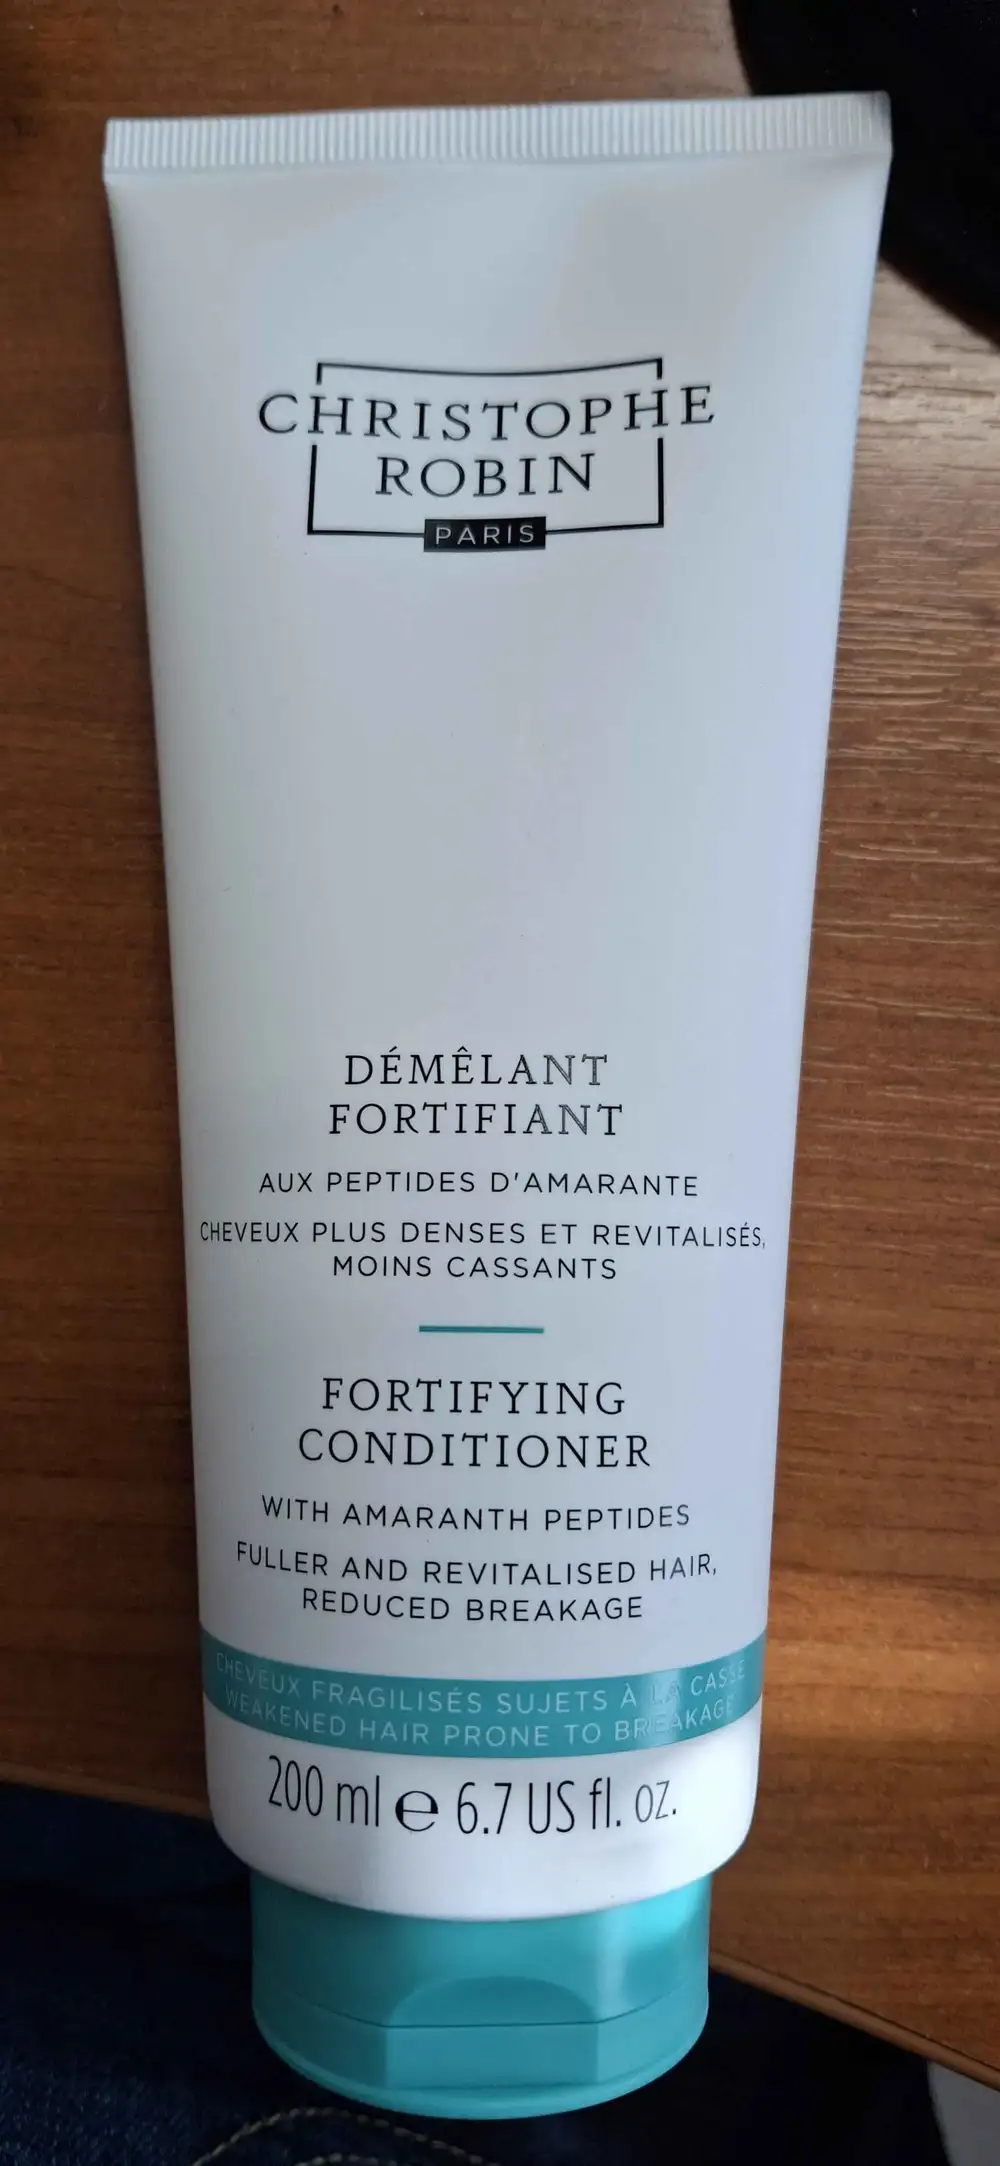 CHRISTOPHE
ROBIN
PARIS
DÉMÊLANT
FORTIFIANT
AUX PEPTIDES D'AMARANTE
CHEVEUX PLUS DENSES ET REVITALISÉS,
MOINS CASSANTS
FORTIFYING
CONDITIONER
WITH AMARANTH PEPTIDES
FULLER AND REVITALISED HAIR,
REDUCED BREAKAGE
CHEVEUX FRAGILISÉS SUJETS À LA CASSE
WEAKENED HAIR PRONE TO BREAKAGE
200 ml e 6.7 US fl. oz.